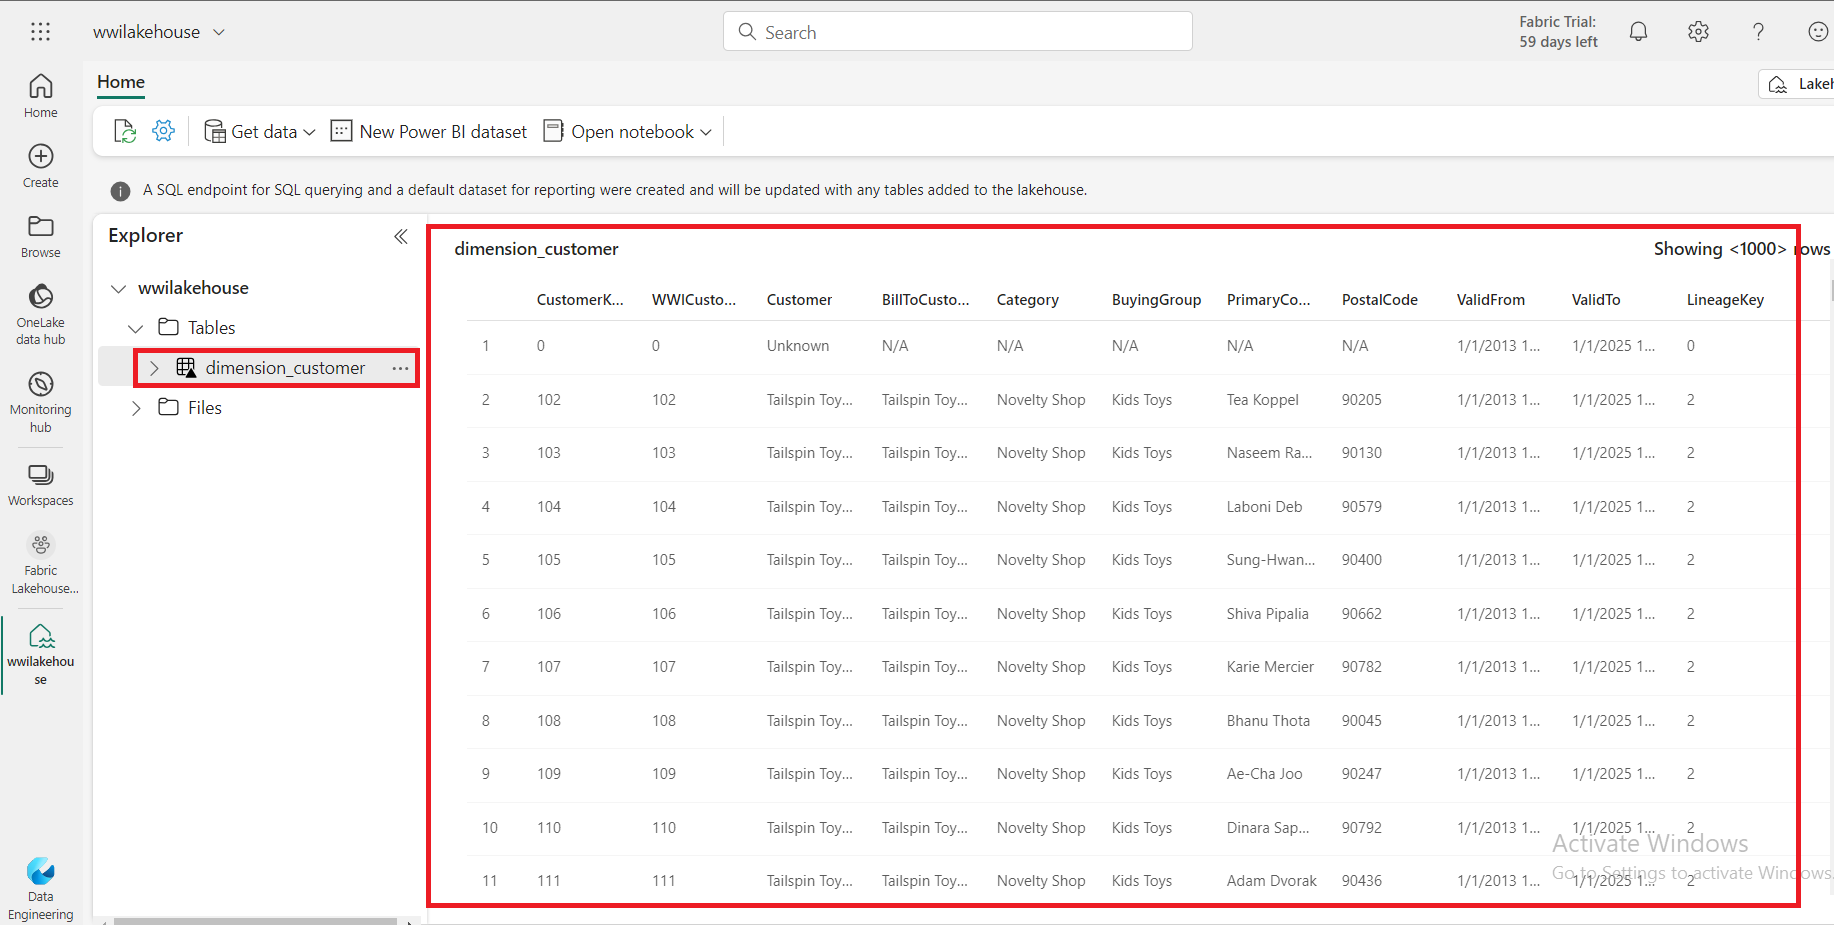 wwilakehouse
Search
Fabric Trial:
59 days left
Home
Create
Browse
OneLake
data hub
Monitoring
hub
Workspaces
Fabric
Lakehouse...
wwilakehou
se
Data
Engineering
Home
Lakeh
Get data
New Power BI dataset
Open notebook
A SQL endpoint for SQL querying and a default dataset for reporting were created and will be updated with any tables added to the lakehouse.
Explorer
wwilakehouse
Tables
dimension_customer ...
Files
dimension_customer
Showing <1000> rows
CustomerK... WWICusto... Customer BillToCusto... Category BuyingGroup PrimaryCo... PostalCode ValidFrom ValidTo LineageKey
1 0 0 Unknown N/A N/A N/A N/A N/A 1/1/2013 1... 1/1/2025 1... 0
2 102 102 Tailspin Toy... Tailspin Toy... Novelty Shop Kids Toys Tea Koppel 90205 1/1/2013 1... 1/1/2025 1... 2
3 103 103 Tailspin Toy... Tailspin Toy... Novelty Shop Kids Toys Naseem Ra... 90130 1/1/2013 1... 1/1/2025 1... 2
4 104 104 Tailspin Toy... Tailspin Toy... Novelty Shop Kids Toys Laboni Deb 90579 1/1/2013 1... 1/1/2025 1... 2
5 105 105 Tailspin Toy... Tailspin Toy... Novelty Shop Kids Toys Sung-Hwan... 90400 1/1/2013 1... 1/1/2025 1... 2
6 106 106 Tailspin Toy... Tailspin Toy... Novelty Shop Kids Toys Shiva Pipalia 90662 1/1/2013 1... 1/1/2025 1... 2
7 107 107 Tailspin Toy... Tailspin Toy... Novelty Shop Kids Toys Karie Mercier 90782 1/1/2013 1... 1/1/2025 1... 2
8 108 108 Tailspin Toy... Tailspin Toy... Novelty Shop Kids Toys Bhanu Thota 90045 1/1/2013 1... 1/1/2025 1... 2
9 109 109 Tailspin Toy... Tailspin Toy... Novelty Shop Kids Toys Ae-Cha Joo 90247 1/1/2013 1... 1/1/2025 1... 2
10 110 110 Tailspin Toy... Tailspin Toy... Novelty Shop Kids Toys Dinara Sap... 90792 1/1/2013 1... 1/1/2025 1... 2
11 111 111 Tailspin Toy... Tailspin Toy... Novelty Shop Kids Toys Adam Dvorak 90436 1/1/2013 1... 1/1/2025 1... 2
Activate Windows
Go to Settings to activate Windows.